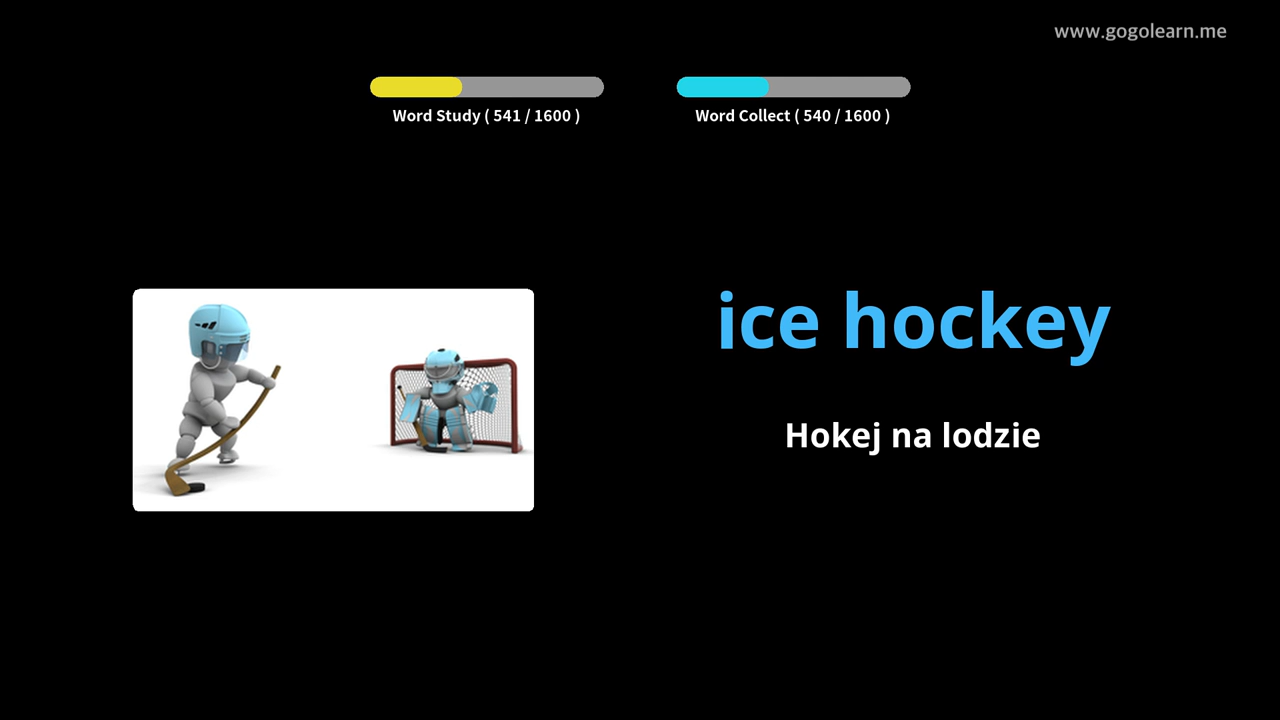 www.gogolearn.me
Word Study ( 541 / 1600 )
Word Collect ( 540 / 1600 )
ice hockey
Hokej na lodzie